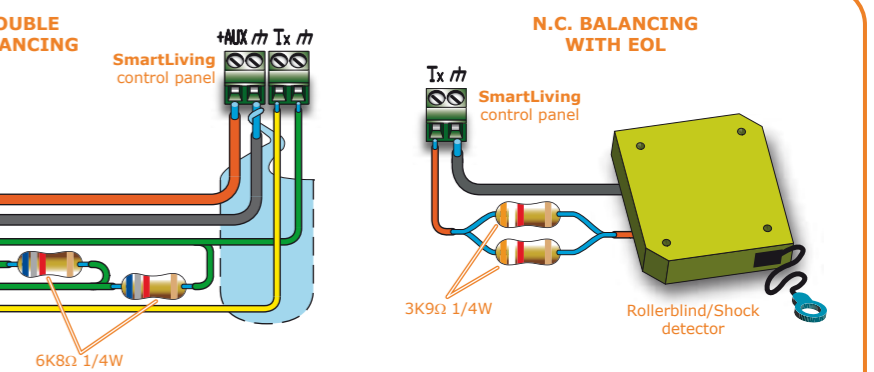 OUBLE
ANCING
+AUX Tx
SmartLiving
control panel
6K8Ω 1/4W
N.C. BALANCING
WITH EOL
Tx
SmartLiving
control panel
3K9Ω 1/4W
Rollerblind/Shock
detector